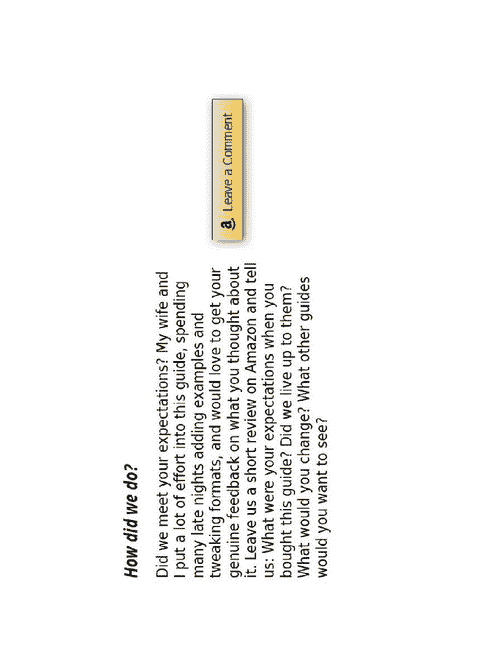 How did we do?
Did we meet your expectations? My wife and
I put a lot of effort into this guide, spending
many late nights adding examples and
tweaking formats, and would love to get your
genuine feedback on what you thought about
it. Leave us a short review on Amazon and tell
us: What were your expectations when you
bought this guide? Did we live up to them?
What would you change? What other guides
would you want to see?
a Leave a Comment